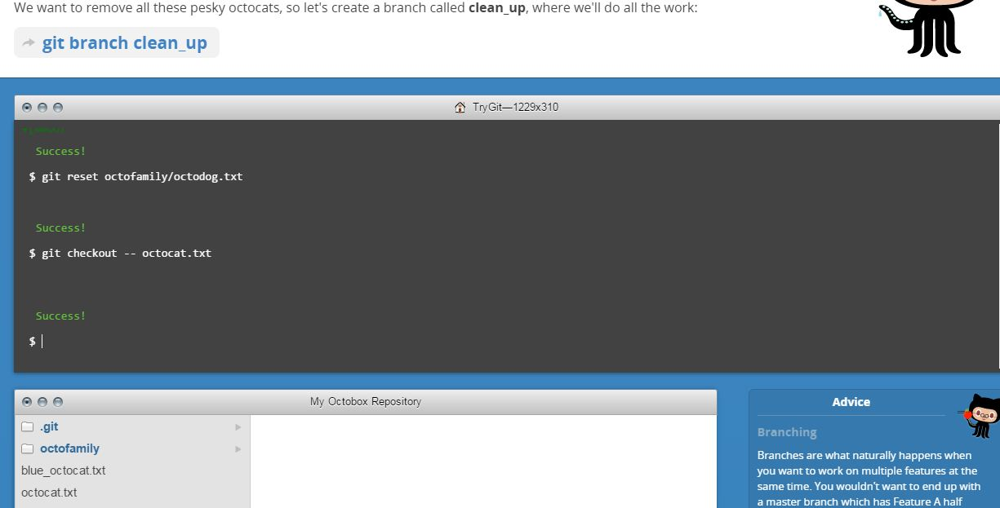 We want to remove all these pesky octocats, so let's create a branch called clean_up, where we'll do all the work:
git branch clean_up
TryGit—1229x310
Success!
$ git reset octofamily/octodog.txt
Success!
$ git checkout -- octocat.txt
Success!
$
My Octobox Repository
.git
octofamily
blue_octocat.txt
octocat.txt
Advice
Branching
Branches are what naturally happens when
you want to work on multiple features at the
same time. You wouldn't want to end up with
a master branch which has Feature A half